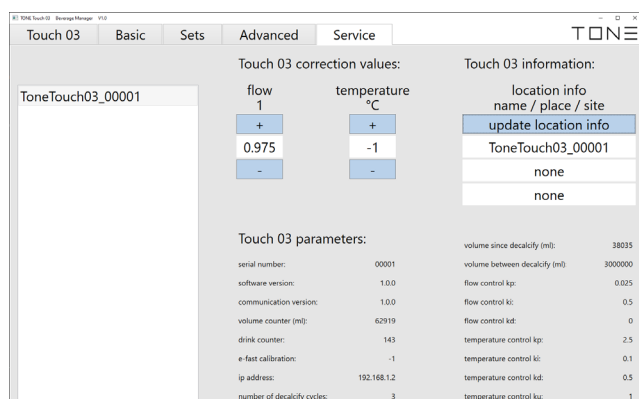 TONE Touch 03 Beverage Manager V1.0
Touch 03 Basic Sets Advanced Service
TONE
ToneTouch03_00001
Touch 03 correction values:
flow
1
+
0.975
-
temperature
°C
+
-1
-
Touch 03 information:
location info
name / place / site
update location info
ToneTouch03_00001
none
none
Touch 03 parameters:
serial number: 00001
software version: 1.0.0
communication version: 1.0.0
volume counter (ml): 62919
drink counter: 143
e-fast calibration: -1
ip address: 192.168.1.2
number of decalcify cycles: 3
volume since decalcify (ml): 38035
volume between decalcify (ml) 3000000
flow control kp: 0.025
flow control ki: 0.5
flow control kd: 0
temperature control kp: 2.5
temperature control ki: 0.1
temperature control kd: 0.5
temperature control ku: 1